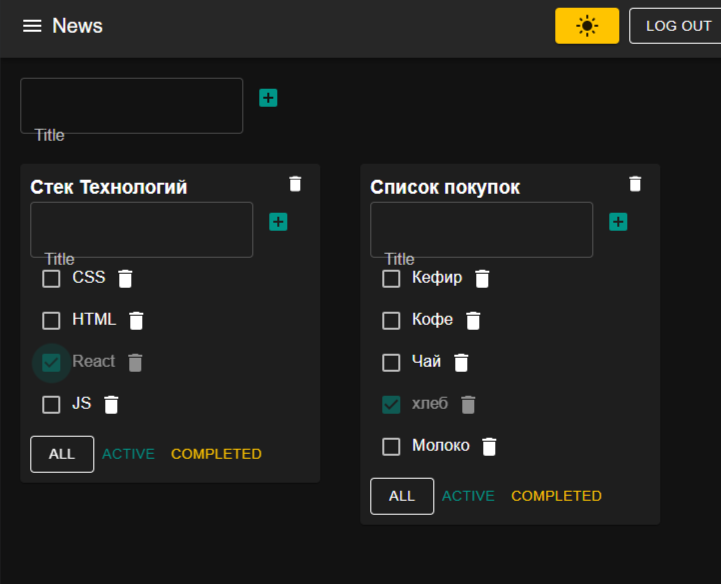 News
LOG OUT
Title
Стек Технологий
Title
CSS
HTML
React
JS
ALL ACTIVE COMPLETED
Список покупок
Title
Кефир
Кофе
Чай
хлеб
Молоко
ALL ACTIVE COMPLETED